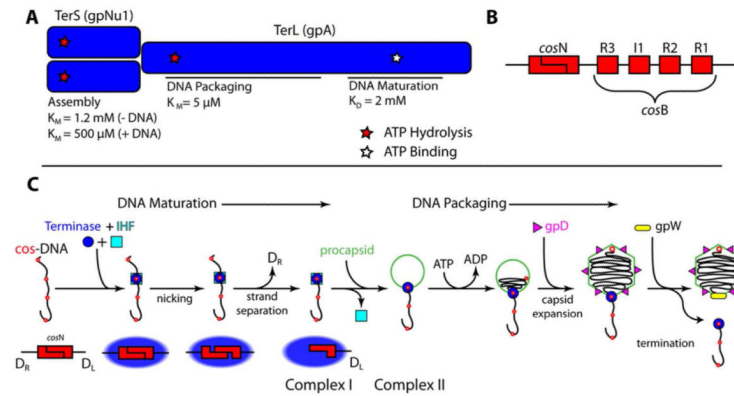 A
TerS (gpNu1)
TerL (gpA)
DNA Packaging
K_M = 5 μM
DNA Maturation
K_D = 2 mM
Assembly
K_M = 1.2 mM (- DNA)
K_M = 500 μM (+ DNA)
ATP Hydrolysis
ATP Binding
B
cosN
R3 I1 R2 R1
cosB
C
DNA Maturation
DNA Packaging
Terminase + IHF
+
cos-DNA
nicking
D_R
strand
separation
procapsid
ATP
ADP
gpD
capsid
expansion
gpW
termination
cosN
D_R
D_L
D_L
Complex I
Complex II